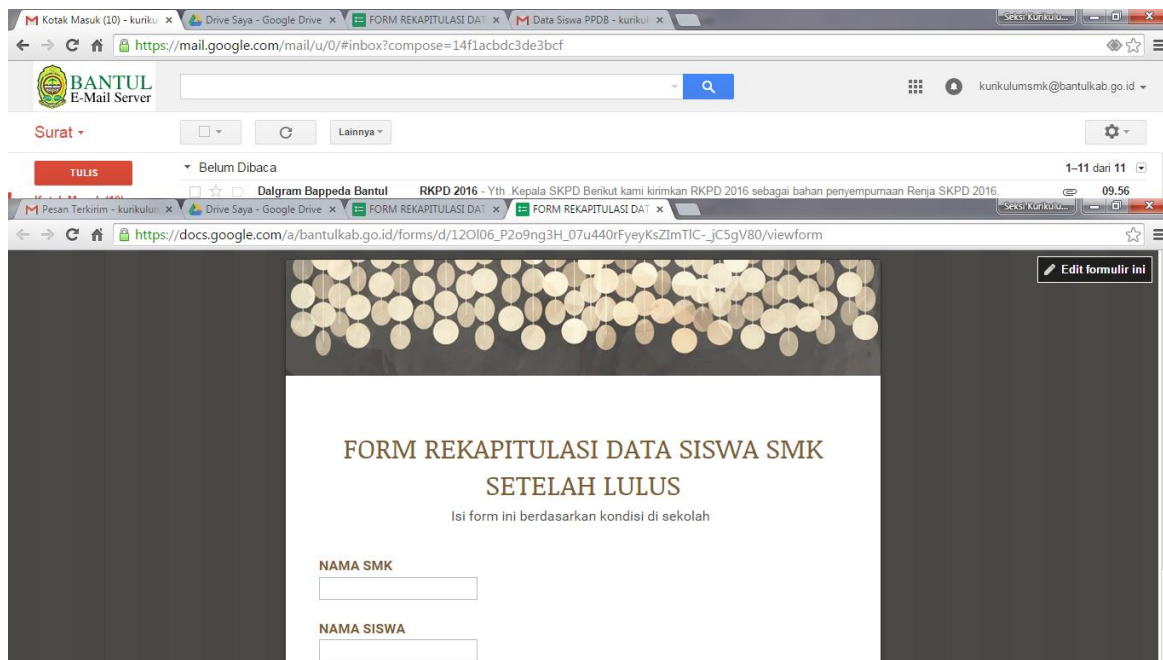 Kotak Masuk (10) - kuriku
Drive Saya - Google Drive
FORM REKAPITULASI DAT
Data Siswa PPDB - kurikul
Seksi Kurikulu...
https://mail.google.com/mail/u/0/#inbox?compose=14f1acbdc3de3bcf
BANTUL
E-Mail Server
kurikulumsmk@bantulkab.go.id
Surat
Lainnya
TULIS
Belum Dibaca
1–11 dari 11
Dalgram Bappeda Bantul
RKPD 2016 - Yth .Kepala SKPD Berikut kami kirimkan RKPD 2016 sebagai bahan penyempurnaan Renja SKPD 2016.
09.56
Pesan Terkirim - kurikulun
Drive Saya - Google Drive
FORM REKAPITULASI DAT
FORM REKAPITULASI DAT
Seksi Kurikulu...
https://docs.google.com/a/bantulkab.go.id/forms/d/12Ol06_P2o9ng3H_07u440rFyeyKsZImTlC-_jC5gV80/viewform
Edit formulir ini
FORM REKAPITULASI DATA SISWA SMK
SETELAH LULUS
Isi form ini berdasarkan kondisi di sekolah
NAMA SMK
NAMA SISWA